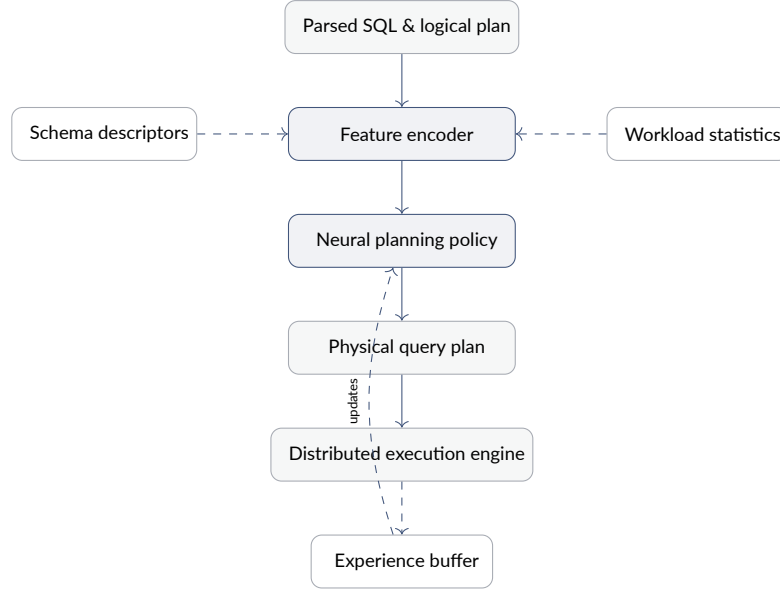 Parsed SQL & logical plan
Schema descriptors
Feature encoder
Workload statistics
Neural planning policy
Physical query plan
updates
Distributed execution engine
Experience buffer